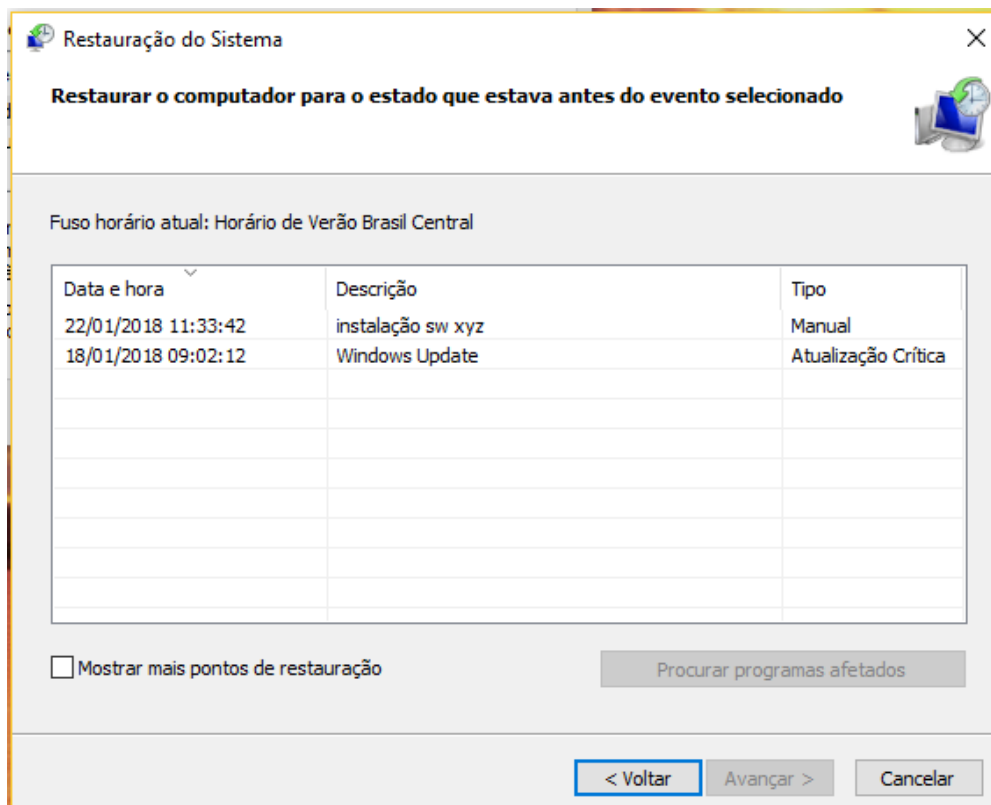 Restauração do Sistema
Restaurar o computador para o estado que estava antes do evento selecionado
Fuso horário atual: Horário de Verão Brasil Central
Data e hora Descrição Tipo
22/01/2018 11:33:42 instalação sw xyz Manual
18/01/2018 09:02:12 Windows Update Atualização Crítica
Mostrar mais pontos de restauração Procurar programas afetados
< Voltar Avançar > Cancelar